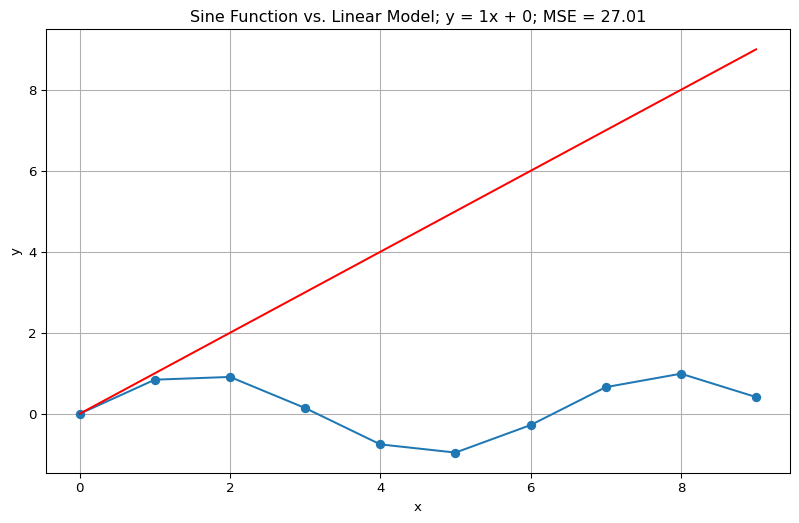 Sine Function vs. Linear Model; y = 1x + 0; MSE = 27.01
8
6
4
2
0
y
0 2 4 6 8
x